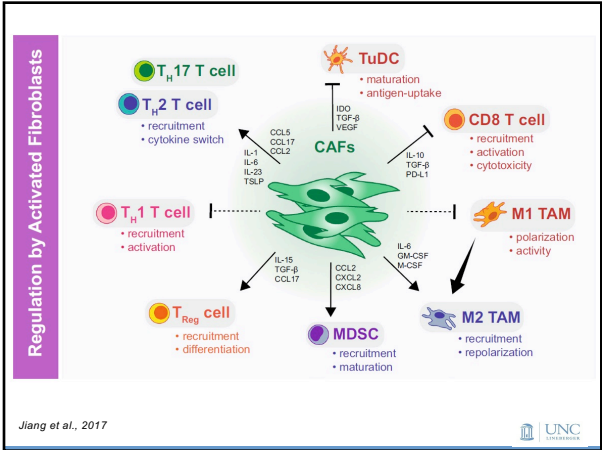 Regulation by Activated Fibroblasts
TH17 T cell
TH2 T cell
• recruitment
• cytokine switch
TuDC
• maturation
• antigen-uptake
CD8 T cell
• recruitment
• activation
• cytotoxicity
IDO
TGF-β
VEGF
CAFs
CCL5
CCL17
CCL2
IL-1
IL-6
IL-23
TSLP
IL-10
TGF-β
PD-L1
TH1 T cell
• recruitment
• activation
M1 TAM
• polarization
• activity
IL-15
TGF-β
CCL17
CCL2
CXCL2
CXCL8
IL-6
GM-CSF
M-CSF
TReg cell
• recruitment
• differentiation
MDSC
• recruitment
• maturation
M2 TAM
• recruitment
• repolarization
Jiang et al., 2017
UNC
LINEBERGER